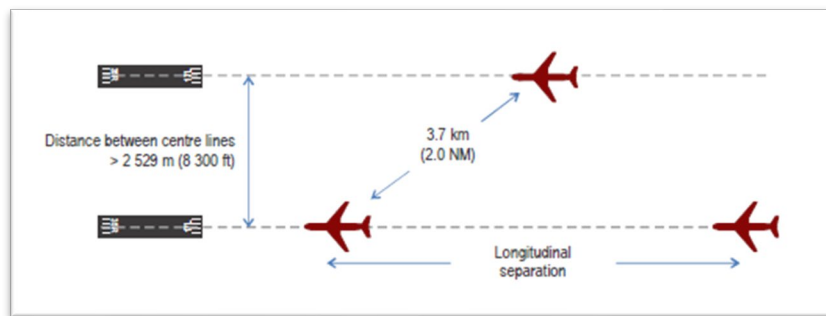 Distance between centre lines
> 2 529 m (8 300 ft)
3.7 km
(2.0 NM)
Longitudinal
separation